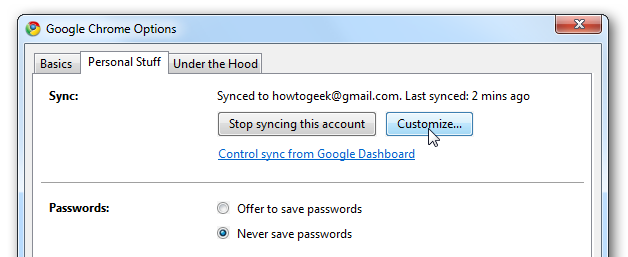 Google Chrome Options
Basics Personal Stuff Under the Hood
Sync: Synced to howtogeek@gmail.com. Last synced: 2 mins ago
Stop syncing this account Customize...
Control sync from Google Dashboard
Passwords: Offer to save passwords
Never save passwords